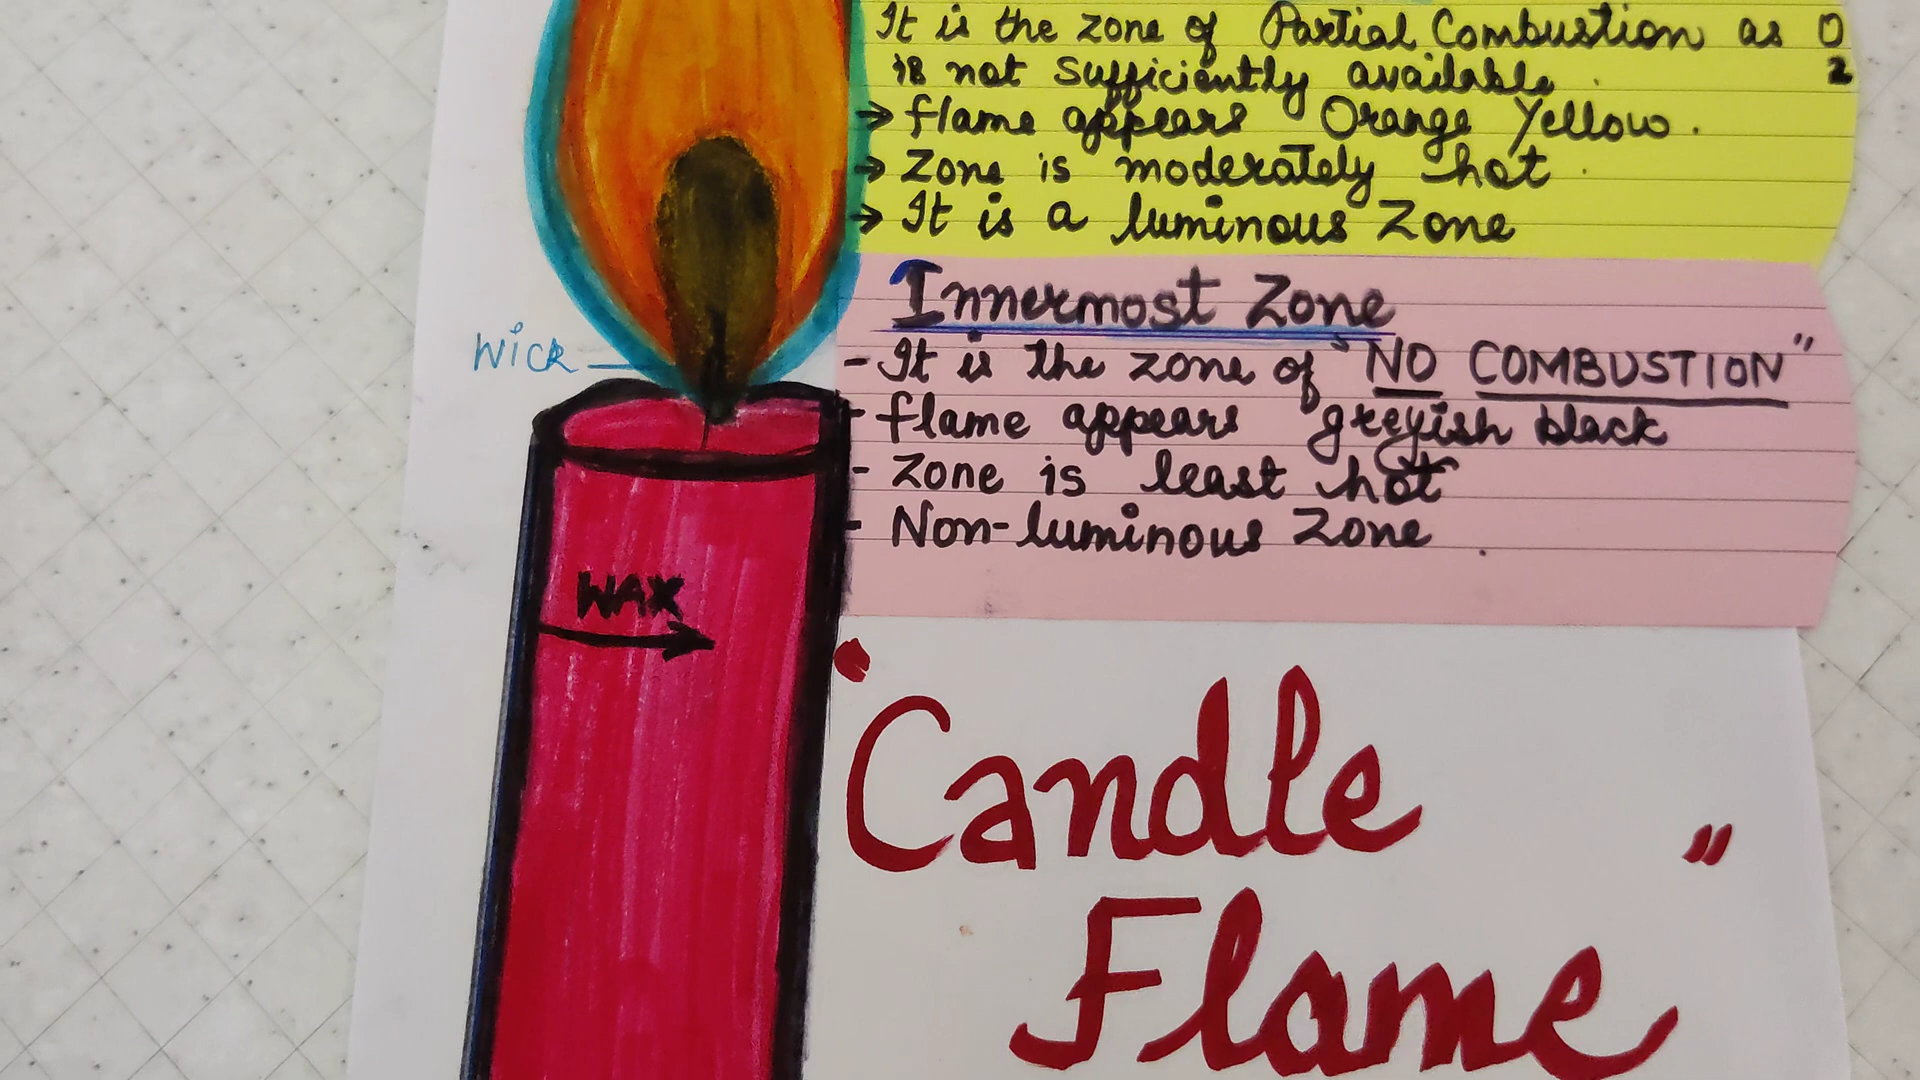 It is the zone of Partial Combustion as O2
is not sufficiently available.
→ flame appears Orange Yellow.
→ Zone is moderately hot.
→ It is a luminous Zone
Innermost Zone
- It is the zone of "NO COMBUSTION"
- flame appears greyish black
- Zone is least hot
- Non-luminous Zone.
Wick
WAX
"Candle
Flame"